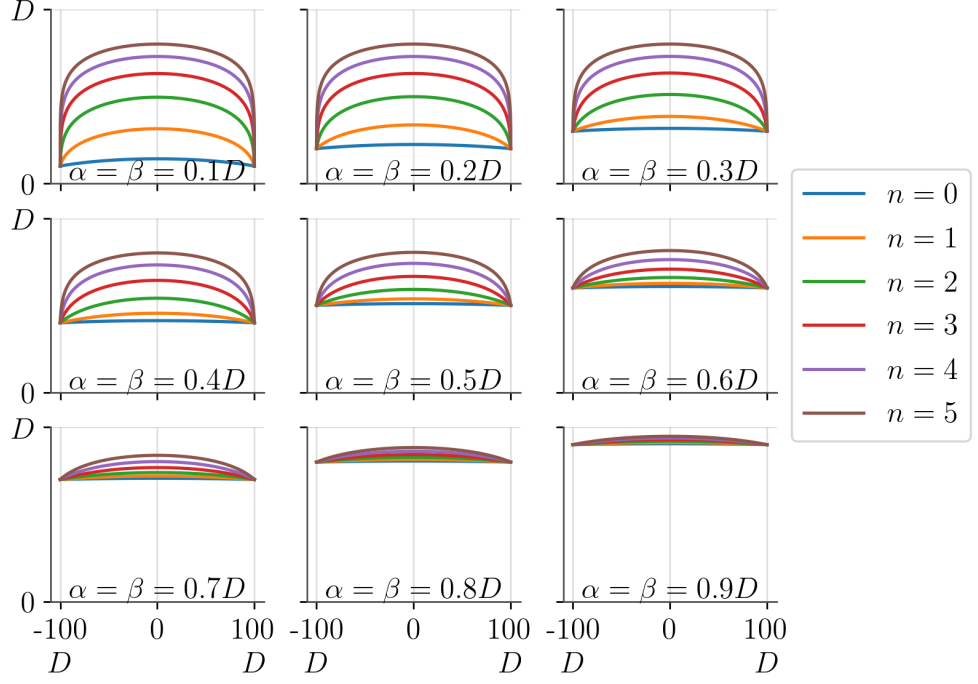 D
0
α = β = 0.1D
α = β = 0.2D
α = β = 0.3D
D
0
α = β = 0.4D
α = β = 0.5D
α = β = 0.6D
D
0
α = β = 0.7D
α = β = 0.8D
α = β = 0.9D
-100 0 100
D D
-100 0 100
D D
-100 0 100
D D
n = 0
n = 1
n = 2
n = 3
n = 4
n = 5